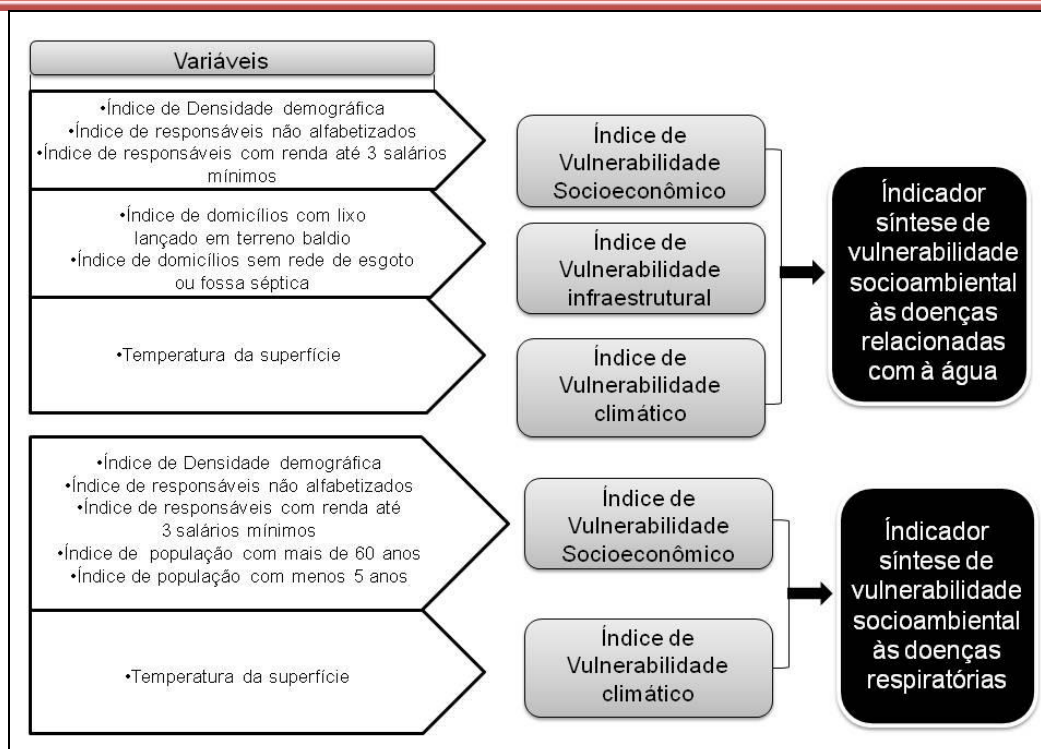 Variáveis
•Índice de Densidade demográfica
•Índice de responsáveis não alfabetizados
•Índice de responsáveis com renda até 3 salários
mínimos
•Índice de domicílios com lixo
lançado em terreno baldio
•Índice de domicílios sem rede de esgoto
ou fossa séptica
•Temperatura da superfície
Índice de
Vulnerabilidade
Socioeconômico
Índice de
Vulnerabilidade
infraestrutural
Índice de
Vulnerabilidade
climático
Índicador
síntese de
vulnerabilidade
socioambiental
às doenças
relacionadas
com à água
•Índice de Densidade demográfica
•Índice de responsáveis não alfabetizados
•Índice de responsáveis com renda até
3 salários mínimos
•Índice de população com mais de 60 anos
•Índice de população com menos 5 anos
•Temperatura da superfície
Índice de
Vulnerabilidade
Socioeconômico
Índice de
Vulnerabilidade
climático
Índicador
síntese de
vulnerabilidade
socioambiental
às doenças
respiratórias